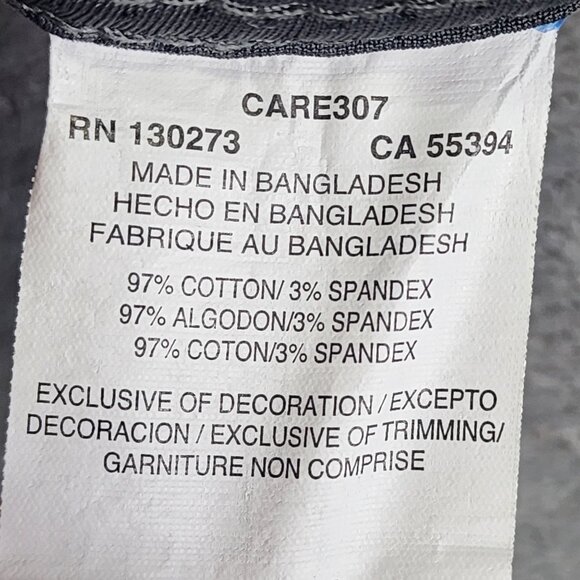 CARE307
RN 130273 CA 55394
MADE IN BANGLADESH
HECHO EN BANGLADESH
FABRIQUE AU BANGLADESH
97% COTTON/ 3% SPANDEX
97% ALGODON/3% SPANDEX
97% COTON/3% SPANDEX
EXCLUSIVE OF DECORATION / EXCEPTO
DECORACION / EXCLUSIVE OF TRIMMING/
GARNITURE NON COMPRISE